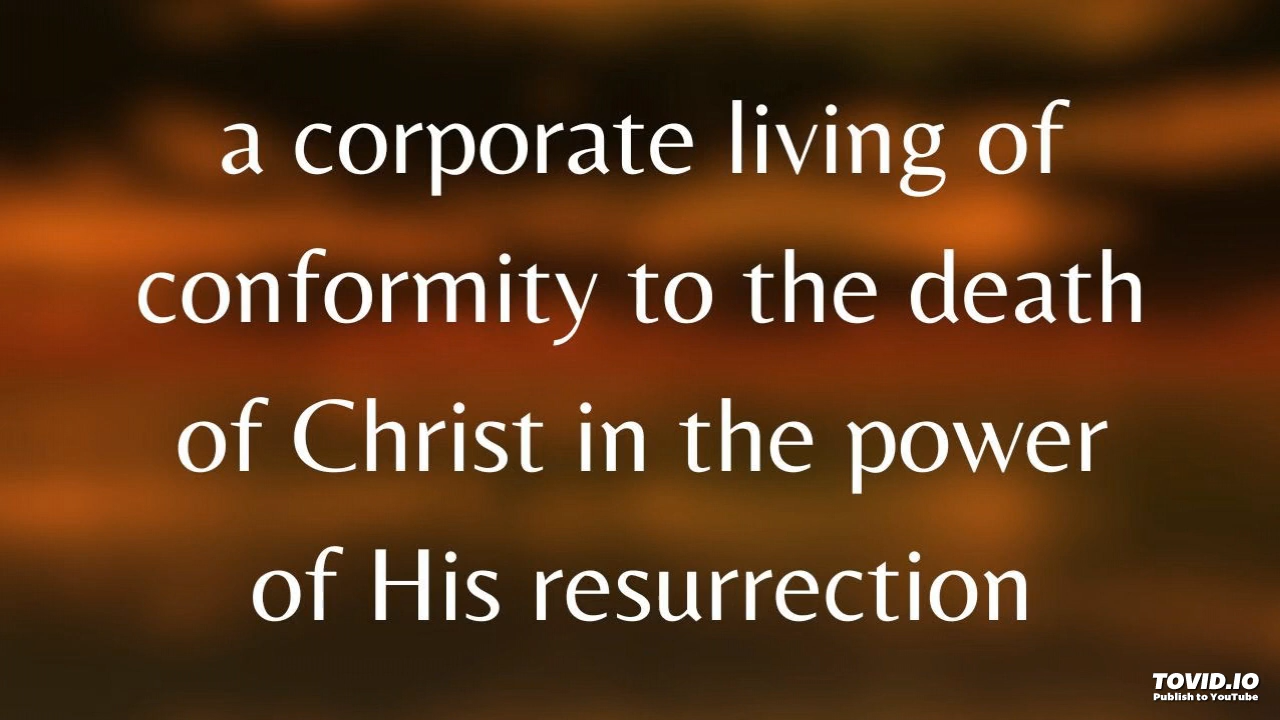 a corporate living of
conformity to the death
of Christ in the power
of His resurrection
TOVID.IO
Publish to YouTube